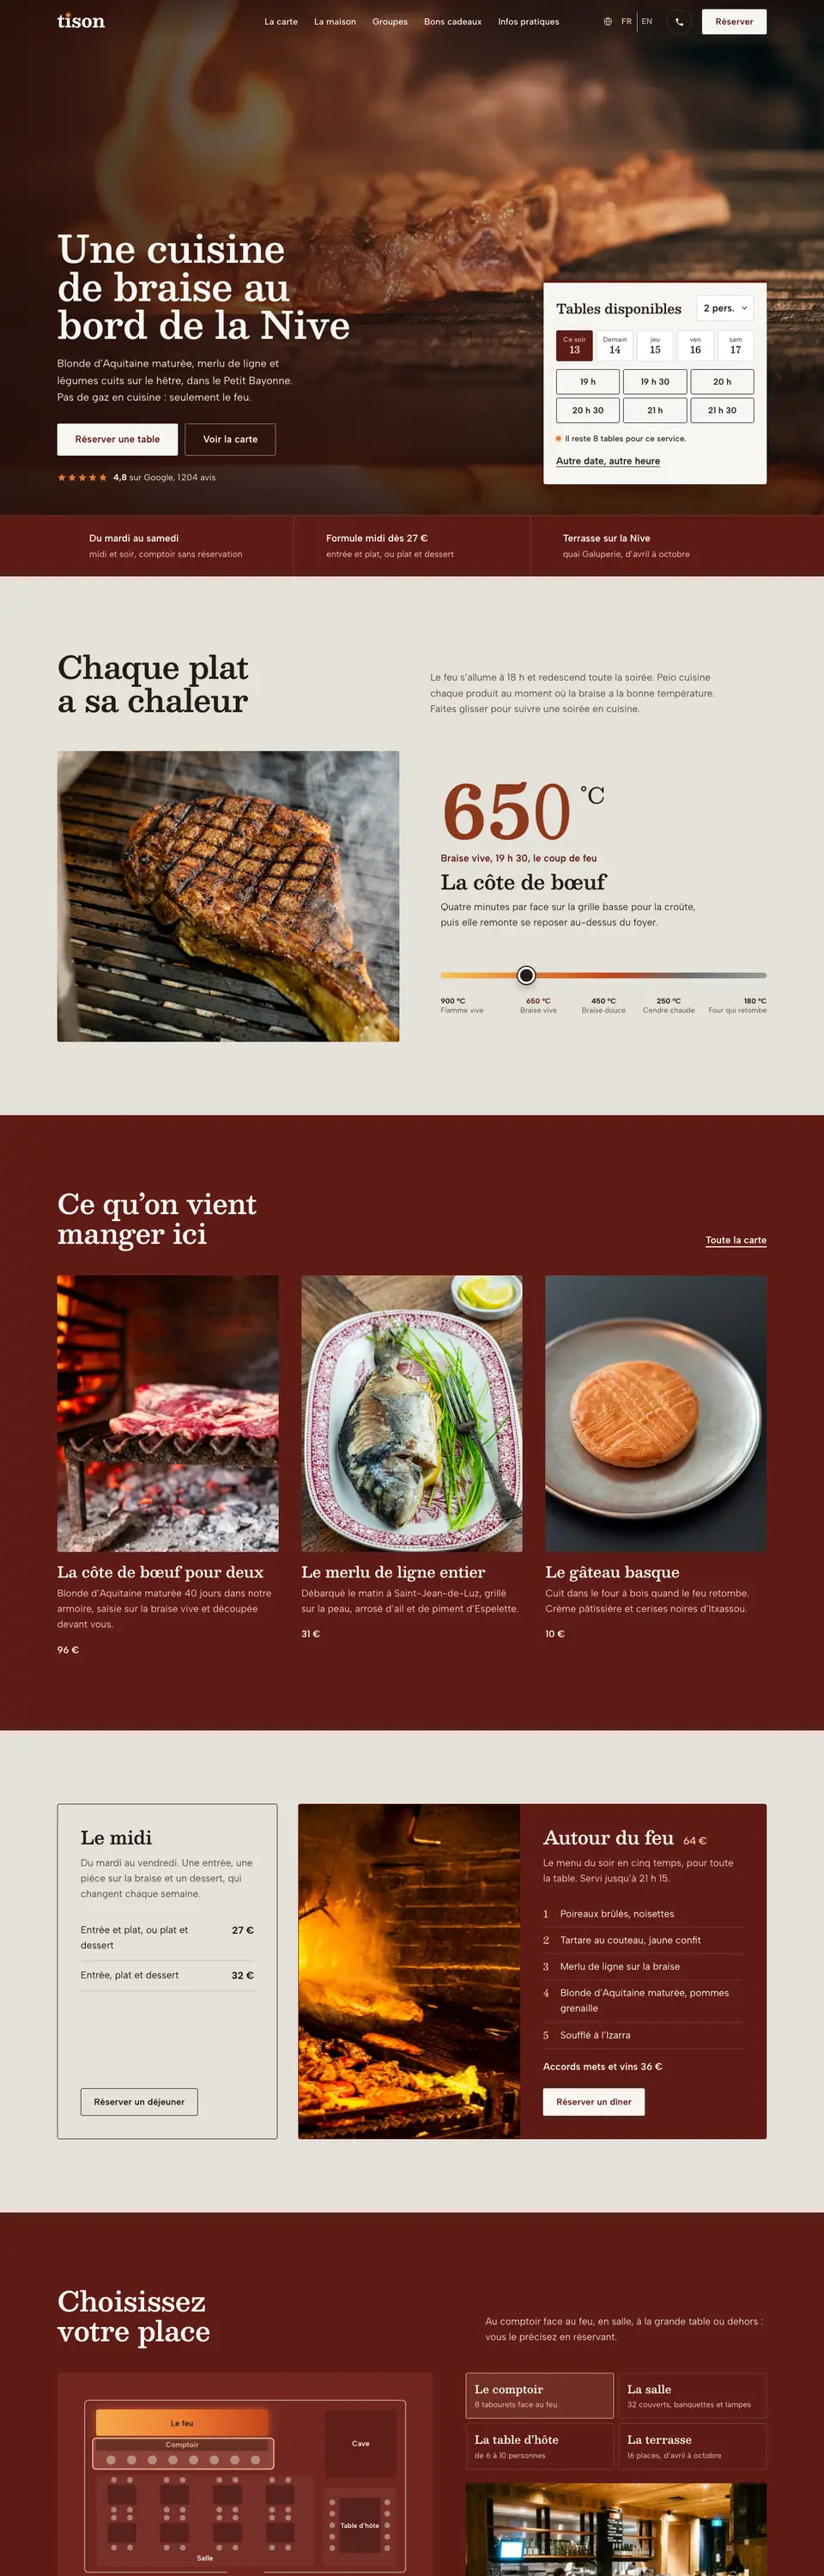 tison
La carte
La maison
Groupes
Bons cadeaux
Infos pratiques
FR
EN
Réserver
Une cuisine
de braise au
bord de la Nive
Blonde d'Aquitaine maturée, merlu de ligne et
légumes cuits sur le hêtre, dans le Petit Bayonne.
Pas de gaz en cuisine : seulement le feu.
Réserver une table
Voir la carte
4,8 sur Google, 1 204 avis
Tables disponibles
2 pers.
Ce soir
13
Demain
14
jeu
15
ven
16
sam
17
19 h
19 h 30
20 h
20 h 30
21 h
21 h 30
Il reste 8 tables pour ce service.
Autre date, autre heure
Du mardi au samedi
midi et soir, comptoir sans réservation
Formule midi dès 27 €
entrée et plat, ou plat et dessert
Terrasse sur la Nive
quai Galuperie, d'avril à octobre
Chaque plat
a sa chaleur
Le feu s'allume à 18 h et redescend toute la soirée. Peio cuisine
chaque produit au moment où la braise a la bonne température.
Faites glisser pour suivre une soirée en cuisine.
650 °C
Braise vive, 19 h 30, le coup de feu
La côte de bœuf
Quatre minutes par face sur la grille basse pour la croûte,
puis elle remonte se reposer au-dessus du foyer.
900 °C
Flamme vive
650 °C
Braise vive
450 °C
Braise douce
250 °C
Cendre chaude
180 °C
Four qui retombe
Ce qu'on vient
manger ici
Toute la carte
La côte de bœuf pour deux
Blonde d'Aquitaine maturée 40 jours dans notre
armoire, saisie sur la braise vive et découpée
devant vous.
96 €
Le merlu de ligne entier
Débarqué le matin à Saint-Jean-de-Luz, grillé
sur la peau, arrosé d'ail et de piment d'Espelette.
31 €
Le gâteau basque
Cuit dans le four à bois quand le feu retombe.
Crème pâtissière et cerises noires d'Itxassou.
10 €
Le midi
Du mardi au vendredi. Une entrée, une
pièce sur la braise et un dessert, qui
changent chaque semaine.
Entrée et plat, ou plat et
dessert
27 €
Entrée, plat et dessert
32 €
Réserver un déjeuner
Autour du feu 64 €
Le menu du soir en cinq temps, pour toute
la table. Servi jusqu'à 21 h 15.
1 Poireaux brûlés, noisettes
2 Tartare au couteau, jaune confit
3 Merlu de ligne sur la braise
4 Blonde d'Aquitaine maturée, pommes
grenaille
5 Soufflé à l'Izarra
Accords mets et vins 36 €
Réserver un dîner
Choisissez
votre place
Au comptoir face au feu, en salle, à la grande table ou dehors :
vous le précisez en réservant.
Le feu
Comptoir
Cave
Table d'hôte
Salle
Le comptoir
8 tabourets face au feu
La salle
32 couverts, banquettes et lampes
La table d'hôte
de 6 à 10 personnes
La terrasse
16 places, d'avril à octobre